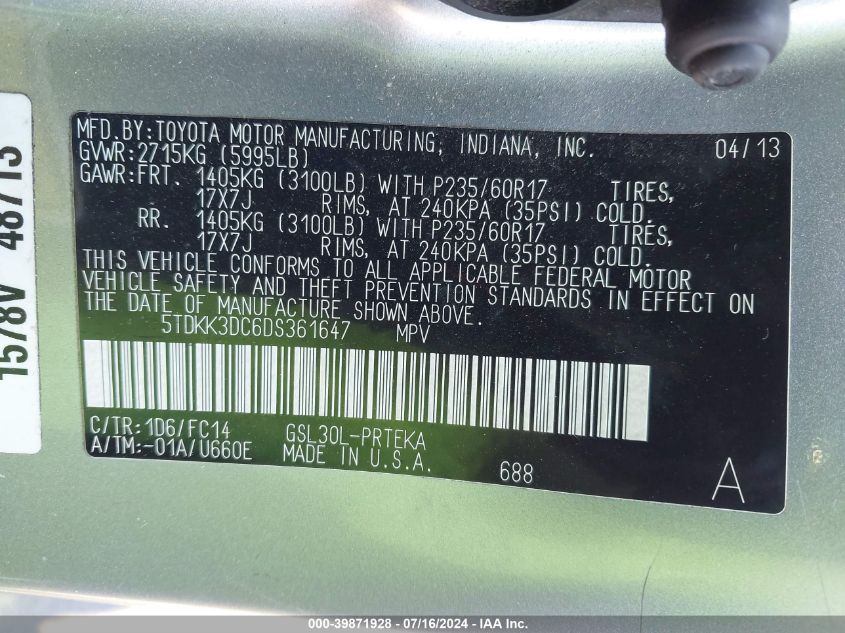 MFD.BY:TOYOTA MOTOR MANUFACTURING, INDIANA, INC. 04/13
GVWR:2715KG (5995LB)
GAWR:FRT. 1405KG (3100LB) WITH P235/60R17 TIRES,
17X7J RIMS, AT 240KPA (35PSI) COLD.
RR. 1405KG (3100LB) WITH P235/60R17 TIRES,
17X7J RIMS, AT 240KPA (35PSI) COLD.
THIS VEHICLE CONFORMS TO ALL APPLICABLE FEDERAL MOTOR
VEHICLE SAFETY AND THEFT PREVENTION STANDARDS IN EFFECT ON
THE DATE OF MANUFACTURE SHOWN ABOVE.
5TDKK3DC6DS361647 MPV
C/TR:1D6/FC14 GSL30L-PRTEKA
A/TM:-01A/U660E MADE IN U.S.A. 688 A
1578V 48713
000-39871928 - 07/16/2024 - IAA Inc.